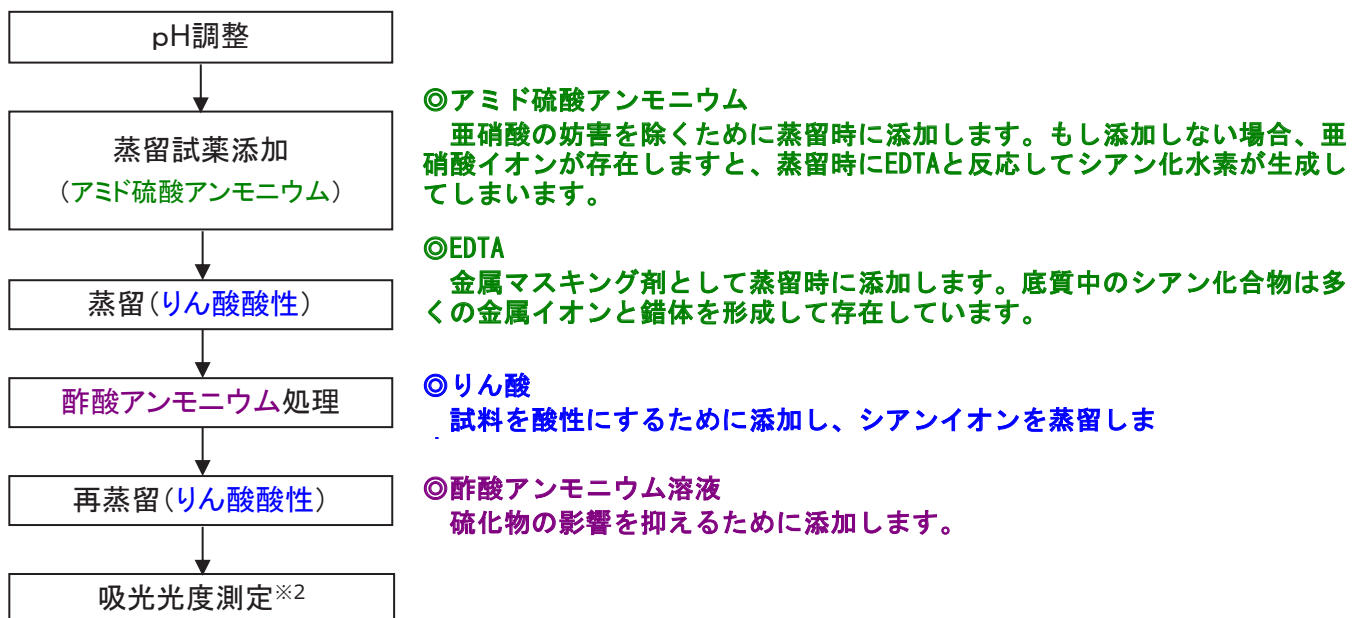 pH調整
蒸留試薬添加
（アミド硫酸アンモニウム）
蒸留（りん酸酸性）
酢酸アンモニウム処理
再蒸留（りん酸酸性）
吸光光度測定※2
◎アミド硫酸アンモニウム
亜硝酸の妨害を除くために蒸留時に添加します。もし添加しない場合、亜
硝酸イオンが存在しますと、蒸留時にEDTAと反応してシアン化水素が生成し
てしまいます。
◎EDTA
金属マスキング剤として蒸留時に添加します。底質中のシアン化合物は多
くの金属イオンと錯体を形成して存在しています。
◎りん酸
試料を酸性にするために添加し、シアンイオンを蒸留しま
◎酢酸アンモニウム溶液
硫化物の影響を抑えるために添加します。